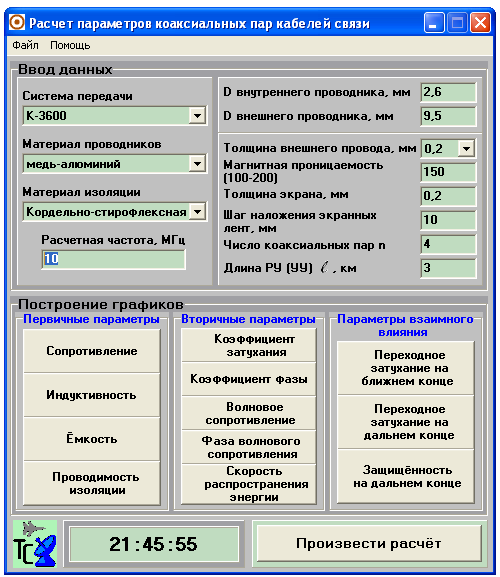 Расчет параметров коаксиальных пар кабелей связи
Файл Помощь
Ввод данных
Система передачи
К-3600
Материал проводников
медь-алюминий
Материал изоляции
Кордельно-стирофлексная
Расчетная частота, МГц
10
D внутреннего проводника, мм 2,6
D внешнего проводника, мм 9,5
Толщина внешнего провода, мм 0,2
Магнитная проницаемость
(100-200) 150
Толщина экрана, мм 0,2
Шаг наложения экранных
лент, мм 10
Число коаксиальных пар n 4
Длина РУ (УУ) ℓ , км 3
Построение графиков
Первичные параметры
Сопротивление
Индуктивность
Ёмкость
Проводимость
изоляции
Вторичные параметры
Коэффициент
затухания
Коэффициент фазы
Волновое
сопротивление
Фаза волнового
сопротивления
Скорость
распространения
энергии
Параметры взаимного
влияния
Переходное
затухание на
ближнем конце
Переходное
затухание на
дальнем конце
Защищённость
на дальнем конце
ТС
21:45:55
Произвести расчёт